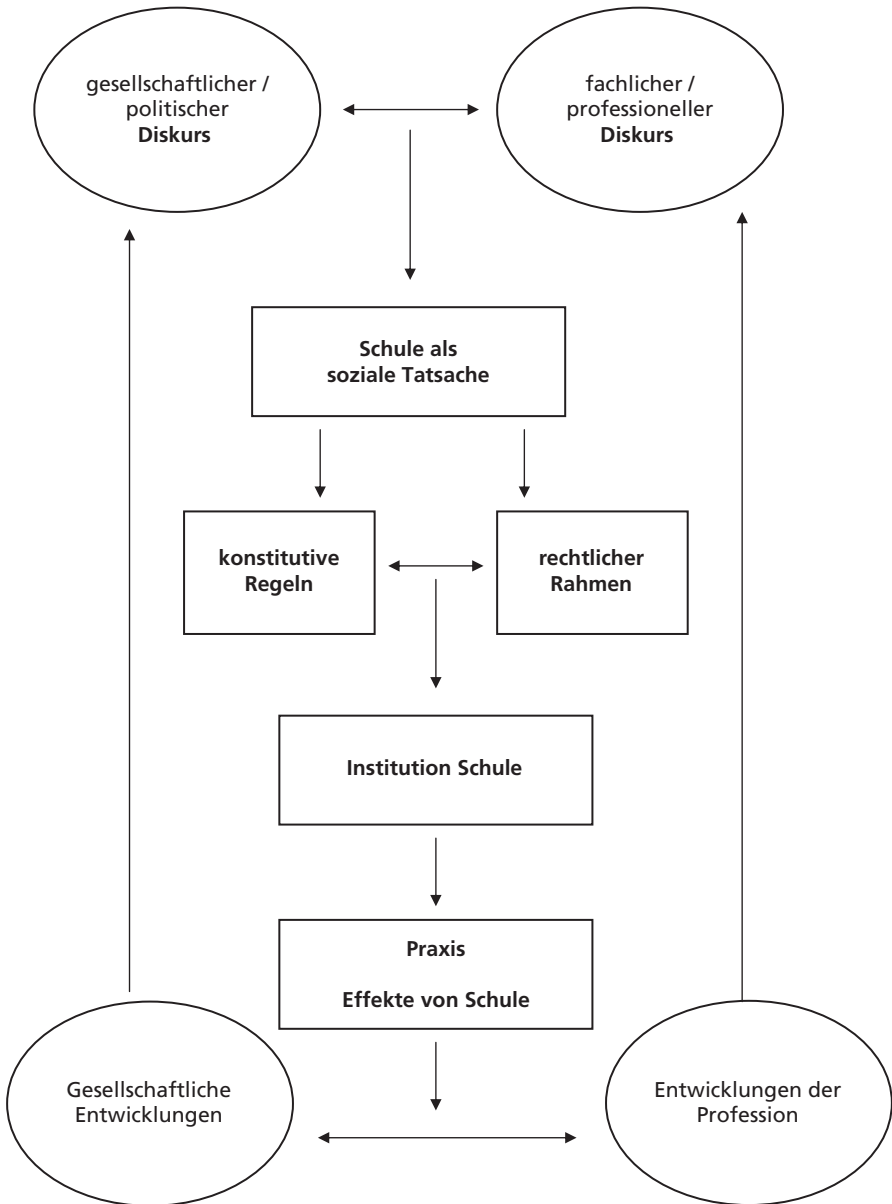 gesellschaftlicher /
politischer
Diskurs
fachlicher /
professioneller
Diskurs
Schule als
soziale Tatsache
konstitutive
Regeln
rechtlicher
Rahmen
Institution Schule
Praxis
Effekte von Schule
Gesellschaftliche
Entwicklungen
Entwicklungen der
Profession